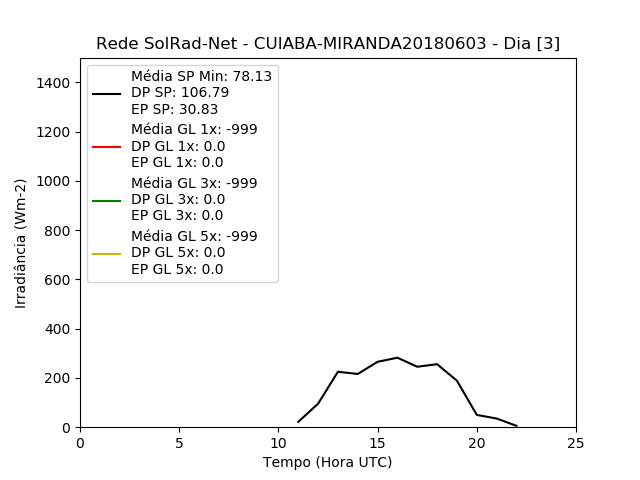 Rede SolRad-Net - CUIABA-MIRANDA20180603 - Dia [3]
Média SP Min: 78.13
DP SP: 106.79
EP SP: 30.83
Média GL 1x: -999
DP GL 1x: 0.0
EP GL 1x: 0.0
Média GL 3x: -999
DP GL 3x: 0.0
EP GL 3x: 0.0
Média GL 5x: -999
DP GL 5x: 0.0
EP GL 5x: 0.0
Irradiância (Wm-2)
1400
1200
1000
800
600
400
200
0
0 5 10 15 20 25
Tempo (Hora UTC)